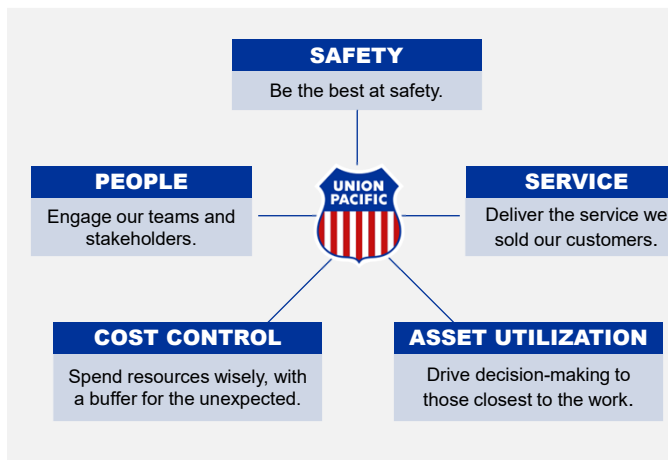 SAFETY
Be the best at safety.
PEOPLE
Engage our teams and
stakeholders.
UNION
PACIFIC
SERVICE
Deliver the service we
sold our customers.
COST CONTROL
Spend resources wisely, with
a buffer for the unexpected.
ASSET UTILIZATION
Drive decision-making to
those closest to the work.